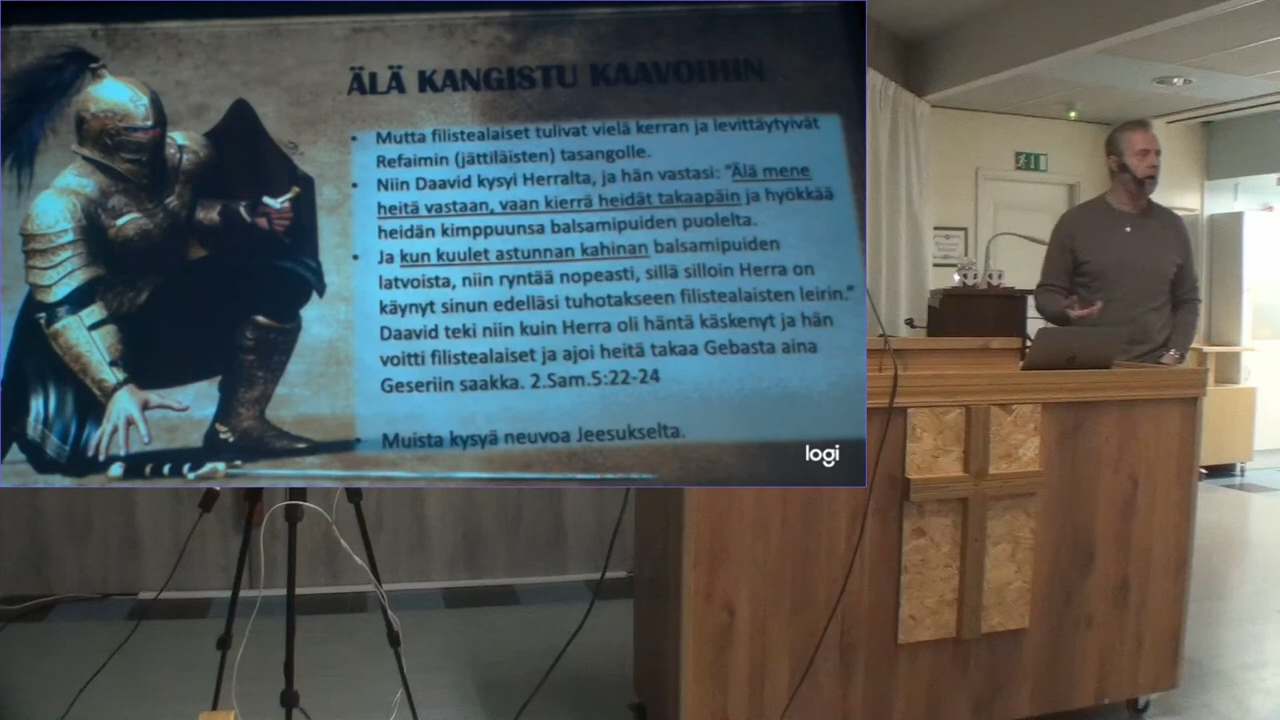 ÄLÄ KANGISTU KAAVOIHIN
• Mutta filistealaiset tulivat vielä kerran ja levittäytyivät
Refaimin (jättiläisten) tasangolle.
• Niin Daavid kysyi Herralta, ja hän vastasi: "Älä mene
heitä vastaan, vaan kierrä heidät takaapäin ja hyökkää
heidän kimppuunsa balsamipuiden puolelta.
• Ja kun kuulet astunnan kahinan balsamipuiden
latvoista, niin ryntää nopeasti, sillä silloin Herra on
käynyt sinun edelläsi tuhotakseen filistealaisten leirin."
Daavid teki niin kuin Herra oli häntä käskenyt ja hän
voitti filistealaiset ja ajoi heitä takaa Gebasta aina
Geseriin saakka. 2.Sam.5:22-24
• Muista kysyä neuvoa Jeesukselta.
logi